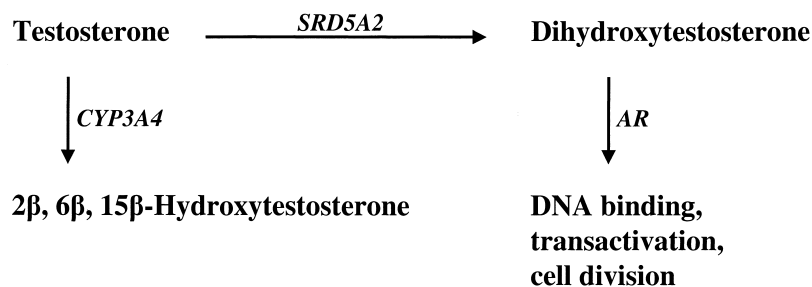 Testosterone SRD5A2 Dihydroxytestosterone
CYP3A4 AR
2β, 6β, 15β-Hydroxytestosterone DNA binding,
transactivation,
cell division